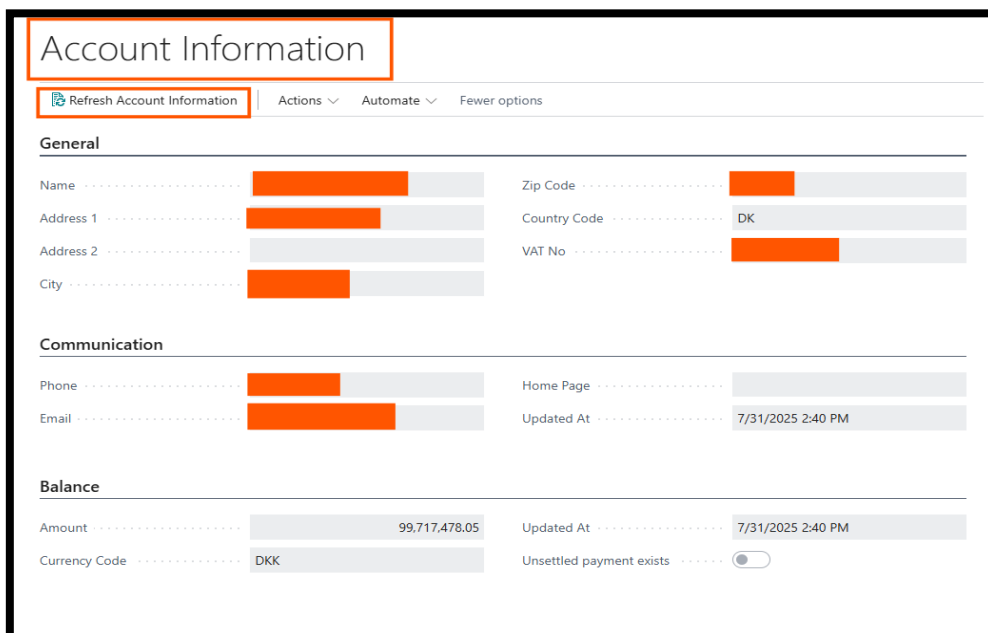 Account Information
Refresh Account Information Actions Automate Fewer options
General
Name Zip Code
Address 1 Country Code DK
Address 2 VAT No
City
Communication
Phone Home Page
Email Updated At 7/31/2025 2:40 PM
Balance
Amount 99,717,478.05 Updated At 7/31/2025 2:40 PM
Currency Code DKK Unsettled payment exists